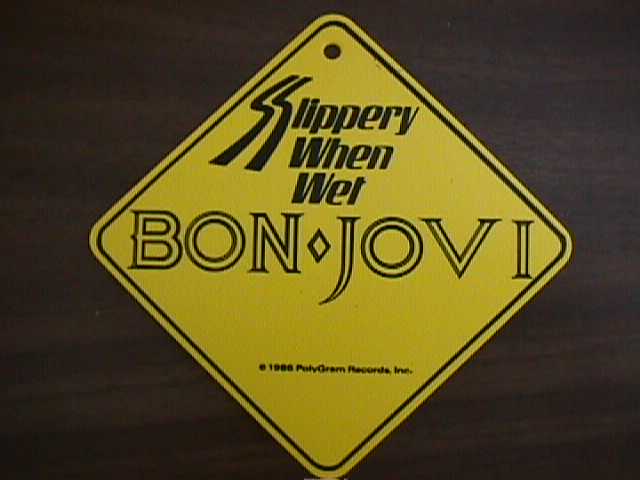 Slippery
When
Wet
BON◇JOVI
© 1986 PolyGram Records, Inc.